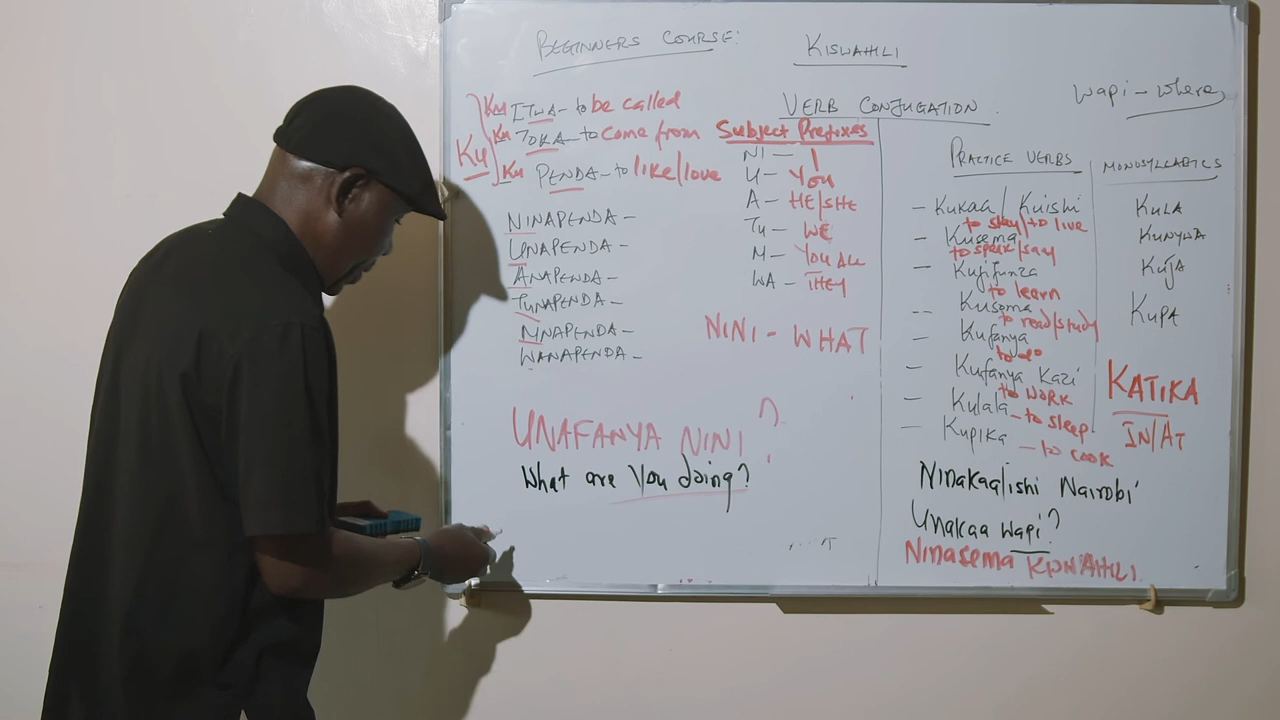 BEGINNERS COURSE: KISWAHILI
Ku
Ku ITWA - to be called
Ku TOKA - to come from
Ku PENDA - to like/love
NINAPENDA -
UNAPENDA -
ANAPENDA -
TUNAPENDA -
MNAPENDA -
WANAPENDA -
VERB CONJUGATION
Subject Prefixes
NI - I
U - YOU
A - HE/SHE
TU - WE
M - YOU ALL
WA - THEY
NINI - WHAT
UNAFANYA NINI ?
What are You doing?
wapi - where
PRACTICE VERBS
- Kukaa / Kuishi
to stay/to live
- Kusema
to speak/say
- Kujifunza
to learn
-- Kusoma
to read/study
- Kufanya
to do
- Kufanya Kazi
to work
- Kulala - to sleep
- Kupika - to cook
MONOSYLLABICS
KULA
KUNYWA
KUJA
KUPA
KATIKA
IN/AT
Ninakaa/ishi Nairobi
Unakaa wapi?
Ninasema KISWAHILI